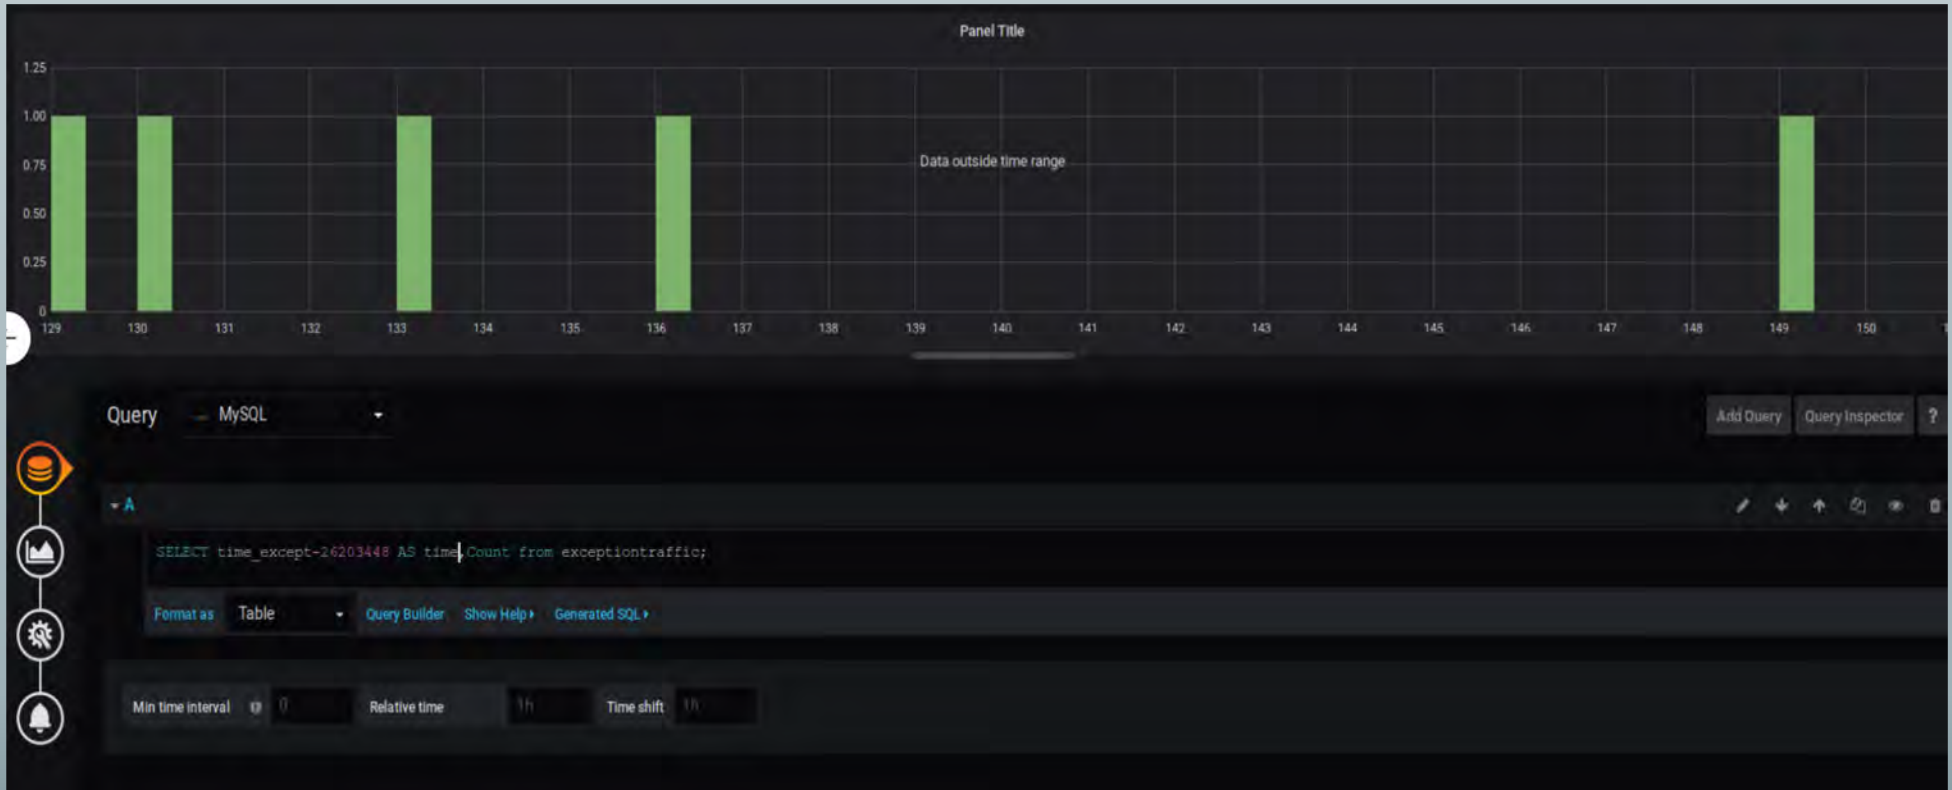 Panel Title
1.25
1.00
0.75
0.50
0.25
0
Data outside time range
129 130 131 132 133 134 135 136 137 138 139 140 141 142 143 144 145 146 147 148 149 150
Query MySQL Add Query Query Inspector ?
A
SELECT time_except-26203448 AS time,Count from exceptiontraffic;
Format as Table Query Builder Show Help Generated SQL
Min time interval 0 Relative time 1h Time shift 1h